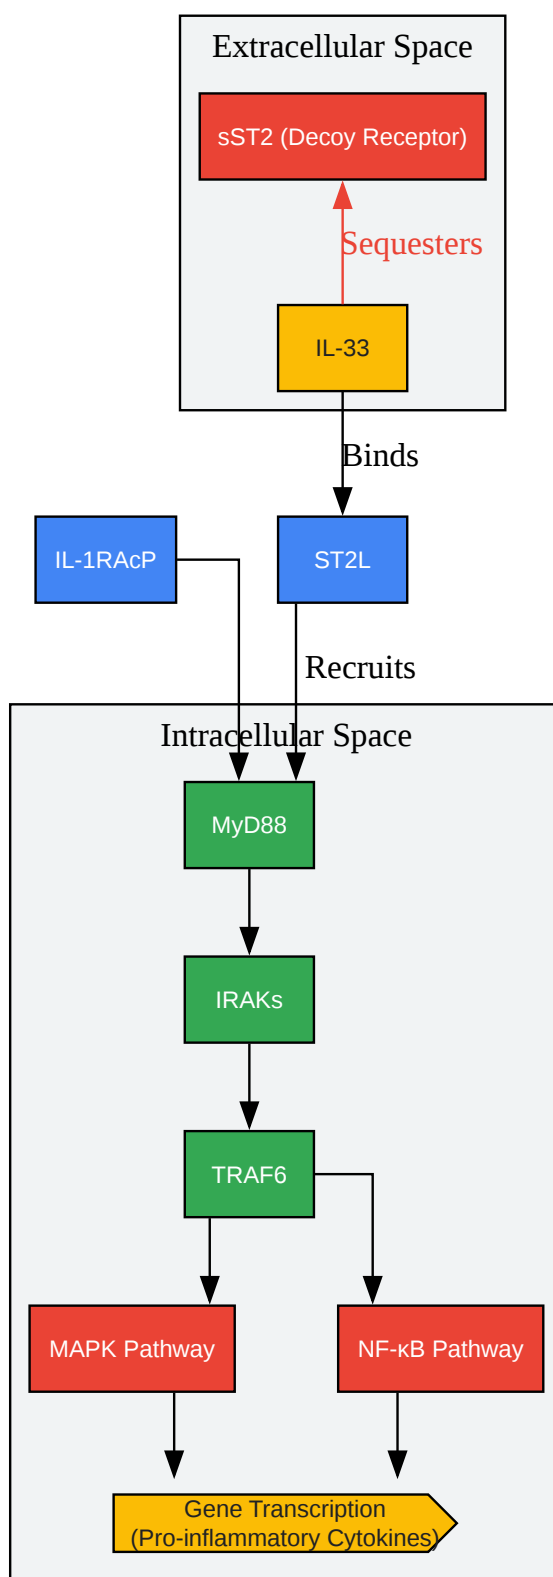 Extracellular Space
sST2 (Decoy Receptor)
Sequesters
IL-33
Binds
IL-1RAcP
ST2L
Recruits
Intracellular Space
MyD88
IRAKs
TRAF6
MAPK Pathway
NF-κB Pathway
Gene Transcription
(Pro-inflammatory Cytokines)